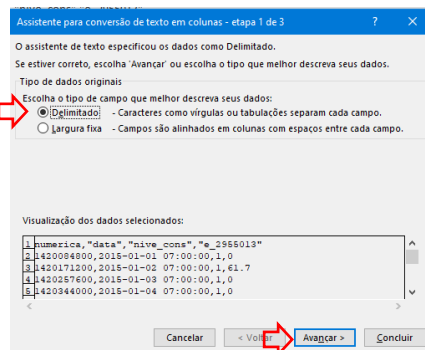 Assistente para conversão de texto em colunas - etapa 1 de 3 ? ×
O assistente de texto especificou os dados como Delimitado.
Se estiver correto, escolha 'Avançar' ou escolha o tipo que melhor descreva seus dados.
Tipo de dados originais
Escolha o tipo de campo que melhor descreva seus dados:
Delimitado - Caracteres como vírgulas ou tabulações separam cada campo.
Largura fixa - Campos são alinhados em colunas com espaços entre cada campo.
Visualização dos dados selecionados:
1 numerica,"data","nive_cons","e_2955013"
2 1420084800,2015-01-01 07:00:00,1,0
3 1420171200,2015-01-02 07:00:00,1,61.7
4 1420257600,2015-01-03 07:00:00,1,0
5 1420344000,2015-01-04 07:00:00,1,0
Cancelar < Voltar Avançar > Concluir